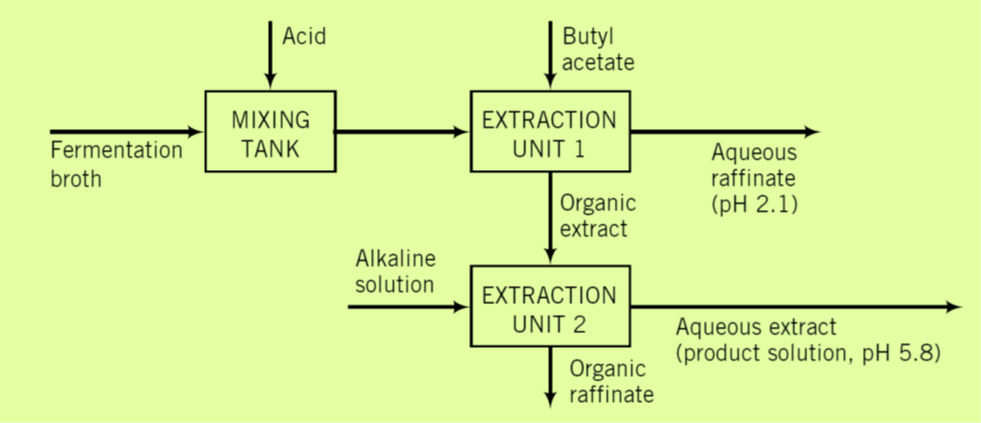 Acid
Butyl
acetate
MIXING
TANK
EXTRACTION
UNIT 1
Fermentation
broth
Aqueous
raffinate
(pH 2.1)
Organic
extract
Alkaline
solution
EXTRACTION
UNIT 2
Aqueous extract
(product solution, pH 5.8)
Organic
raffinate